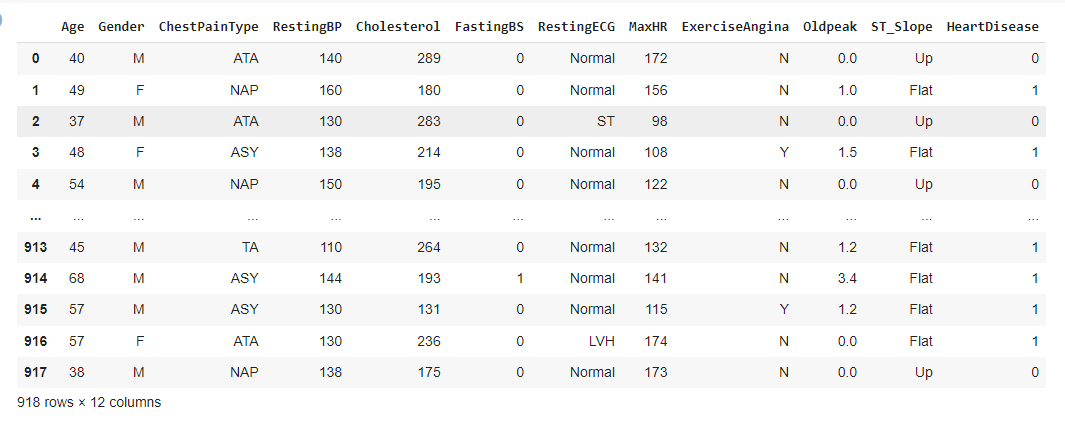 Age Gender ChestPainType RestingBP Cholesterol FastingBS RestingECG MaxHR ExerciseAngina Oldpeak ST_Slope HeartDisease
0 40 M ATA 140 289 0 Normal 172 N 0.0 Up 0
1 49 F NAP 160 180 0 Normal 156 N 1.0 Flat 1
2 37 M ATA 130 283 0 ST 98 N 0.0 Up 0
3 48 F ASY 138 214 0 Normal 108 Y 1.5 Flat 1
4 54 M NAP 150 195 0 Normal 122 N 0.0 Up 0
... ... ... ... ... ... ... ... ... ... ... ... ...
913 45 M TA 110 264 0 Normal 132 N 1.2 Flat 1
914 68 M ASY 144 193 1 Normal 141 N 3.4 Flat 1
915 57 M ASY 130 131 0 Normal 115 Y 1.2 Flat 1
916 57 F ATA 130 236 0 LVH 174 N 0.0 Flat 1
917 38 M NAP 138 175 0 Normal 173 N 0.0 Up 0
918 rows × 12 columns